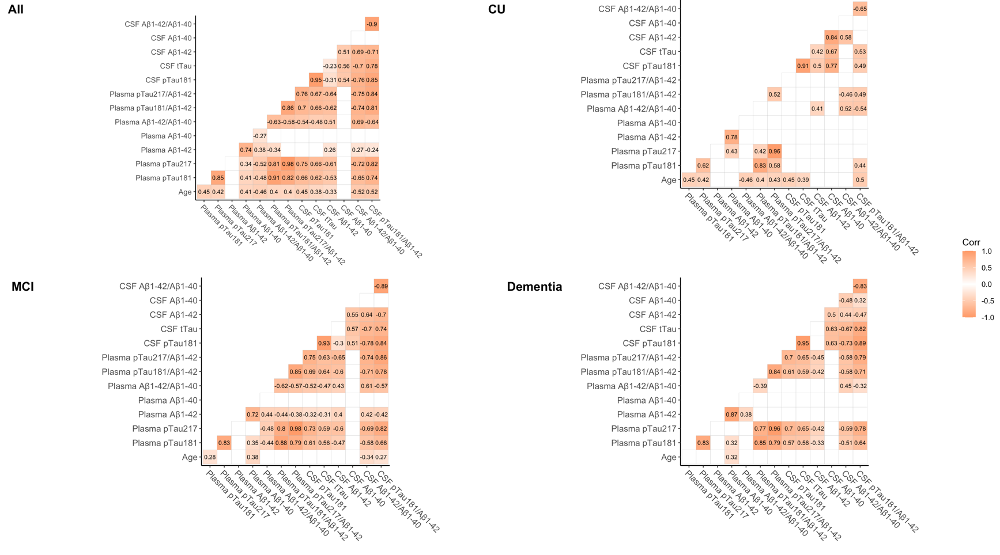 All
CSF Aβ1-42/Aβ1-40 -0.9
CSF Aβ1-40
CSF Aβ1-42 0.51 0.69 -0.71
CSF tTau -0.23 0.56 -0.7 0.78
CSF pTau181 0.95 -0.31 0.54 -0.76 0.85
Plasma pTau217/Aβ1-42 0.76 0.67 -0.64 -0.75 0.84
Plasma pTau181/Aβ1-42 0.86 0.7 0.66 -0.62 -0.74 0.81
Plasma Aβ1-42/Aβ1-40 -0.63 -0.58 -0.54 -0.48 0.51 0.69 -0.64
Plasma Aβ1-40 -0.27
Plasma Aβ1-42 0.74 0.38 -0.34 0.26 0.27 -0.24
Plasma pTau217 0.34 -0.52 0.81 0.98 0.75 0.66 -0.61 -0.72 0.82
Plasma pTau181 0.85 0.41 -0.48 0.91 0.82 0.66 0.62 -0.53 -0.65 0.74
Age 0.45 0.42 0.41 -0.46 0.4 0.4 0.45 0.38 -0.33 -0.52 0.52
Plasma pTau181
Plasma pTau217
Plasma Aβ1-42
Plasma Aβ1-40
Plasma Aβ1-42/Aβ1-40
Plasma pTau181/Aβ1-42
Plasma pTau217/Aβ1-42
CSF pTau181
CSF tTau
CSF Aβ1-42
CSF Aβ1-40
CSF Aβ1-42/Aβ1-40
CSF pTau181/Aβ1-42
CU
CSF Aβ1-42/Aβ1-40 -0.65
CSF Aβ1-40
CSF Aβ1-42 0.84 0.58
CSF tTau 0.42 0.67 0.53
CSF pTau181 0.91 0.5 0.77 0.49
Plasma pTau217/Aβ1-42
Plasma pTau181/Aβ1-42 0.52 -0.46 0.49
Plasma Aβ1-42/Aβ1-40 0.41 0.52 -0.54
Plasma Aβ1-40
Plasma Aβ1-42 0.78
Plasma pTau217 0.43 0.42 0.96
Plasma pTau181 0.62 0.83 0.58 0.44
Age 0.45 0.42 -0.46 0.4 0.43 0.45 0.39 0.5
Plasma pTau181
Plasma pTau217
Plasma Aβ1-42
Plasma Aβ1-40
Plasma Aβ1-42/Aβ1-40
Plasma pTau181/Aβ1-42
Plasma pTau217/Aβ1-42
CSF pTau181
CSF tTau
CSF Aβ1-42
CSF Aβ1-40
CSF Aβ1-42/Aβ1-40
CSF pTau181/Aβ1-42
Corr
1.0
0.5
0.0
-0.5
-1.0
MCI
CSF Aβ1-42/Aβ1-40 -0.89
CSF Aβ1-40
CSF Aβ1-42 0.55 0.64 -0.7
CSF tTau 0.57 -0.7 0.74
CSF pTau181 0.93 -0.3 0.51 -0.78 0.84
Plasma pTau217/Aβ1-42 0.75 0.63 -0.65 -0.74 0.86
Plasma pTau181/Aβ1-42 0.85 0.69 0.64 -0.6 -0.71 0.78
Plasma Aβ1-42/Aβ1-40 -0.62 -0.57 -0.52 -0.47 0.43 0.61 -0.57
Plasma Aβ1-40
Plasma Aβ1-42 0.72 0.44 -0.44 -0.38 -0.32 -0.31 0.4 0.42 -0.42
Plasma pTau217 -0.48 0.8 0.98 0.73 0.59 -0.6 -0.69 0.82
Plasma pTau181 0.83 0.35 -0.44 0.88 0.79 0.61 0.56 -0.47 -0.58 0.66
Age 0.28 0.38 -0.34 0.27
Plasma pTau181
Plasma pTau217
Plasma Aβ1-42
Plasma Aβ1-40
Plasma Aβ1-42/Aβ1-40
Plasma pTau181/Aβ1-42
Plasma pTau217/Aβ1-42
CSF pTau181
CSF tTau
CSF Aβ1-42
CSF Aβ1-40
CSF Aβ1-42/Aβ1-40
CSF pTau181/Aβ1-42
Dementia
CSF Aβ1-42/Aβ1-40 -0.83
CSF Aβ1-40 -0.48 0.32
CSF Aβ1-42 0.5 0.44 -0.47
CSF tTau 0.63 -0.67 0.82
CSF pTau181 0.95 0.63 -0.73 0.89
Plasma pTau217/Aβ1-42 0.7 0.65 -0.45 -0.58 0.79
Plasma pTau181/Aβ1-42 0.84 0.61 0.59 -0.42 -0.58 0.71
Plasma Aβ1-42/Aβ1-40 -0.39 0.45 -0.32
Plasma Aβ1-40
Plasma Aβ1-42 0.87 0.38
Plasma pTau217 0.77 0.96 0.7 0.65 -0.42 -0.59 0.78
Plasma pTau181 0.83 0.32 0.85 0.79 0.57 0.56 -0.33 -0.51 0.64
Age 0.32
Plasma pTau181
Plasma pTau217
Plasma Aβ1-42
Plasma Aβ1-40
Plasma Aβ1-42/Aβ1-40
Plasma pTau181/Aβ1-42
Plasma pTau217/Aβ1-42
CSF pTau181
CSF tTau
CSF Aβ1-42
CSF Aβ1-40
CSF Aβ1-42/Aβ1-40
CSF pTau181/Aβ1-42